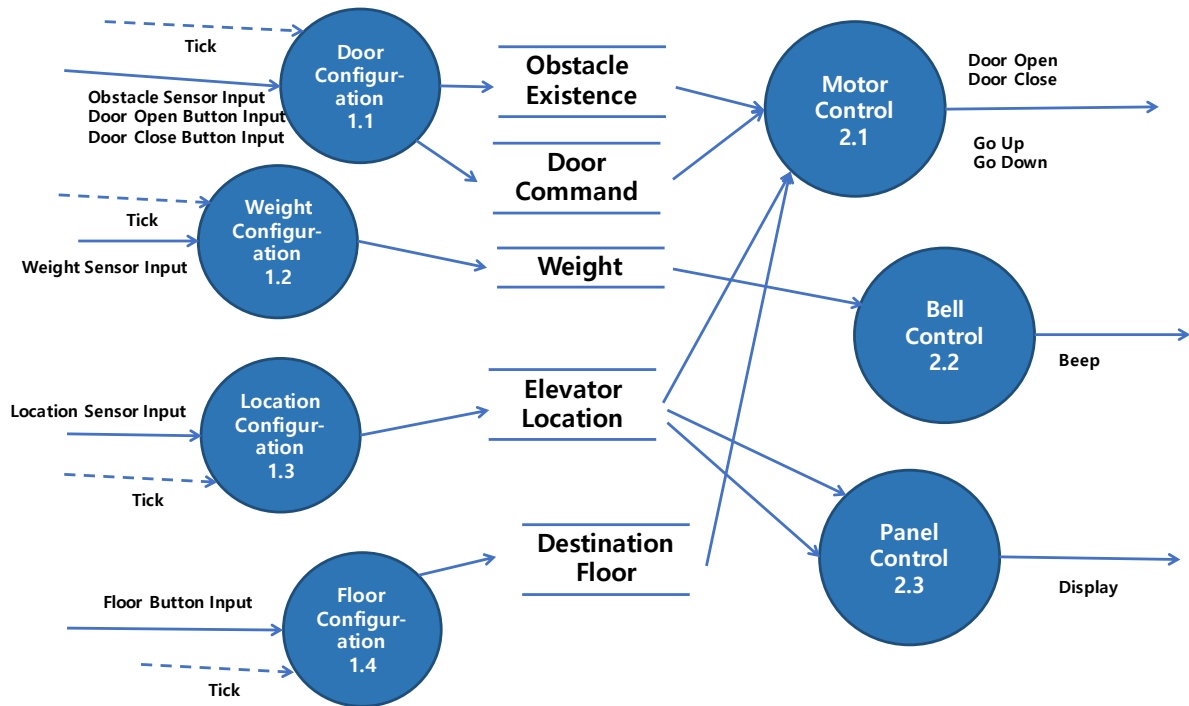 Tick
Obstacle Sensor Input
Door Open Button Input
Door Close Button Input
Door
Configur-
ation
1.1
Obstacle
Existence
Door
Command
Motor
Control
2.1
Door Open
Door Close
Go Up
Go Down
Tick
Weight Sensor Input
Weight
Configur-
ation
1.2
Weight
Bell
Control
2.2
Beep
Location Sensor Input
Tick
Location
Configur-
ation
1.3
Elevator
Location
Panel
Control
2.3
Display
Floor Button Input
Tick
Floor
Configur-
ation
1.4
Destination
Floor